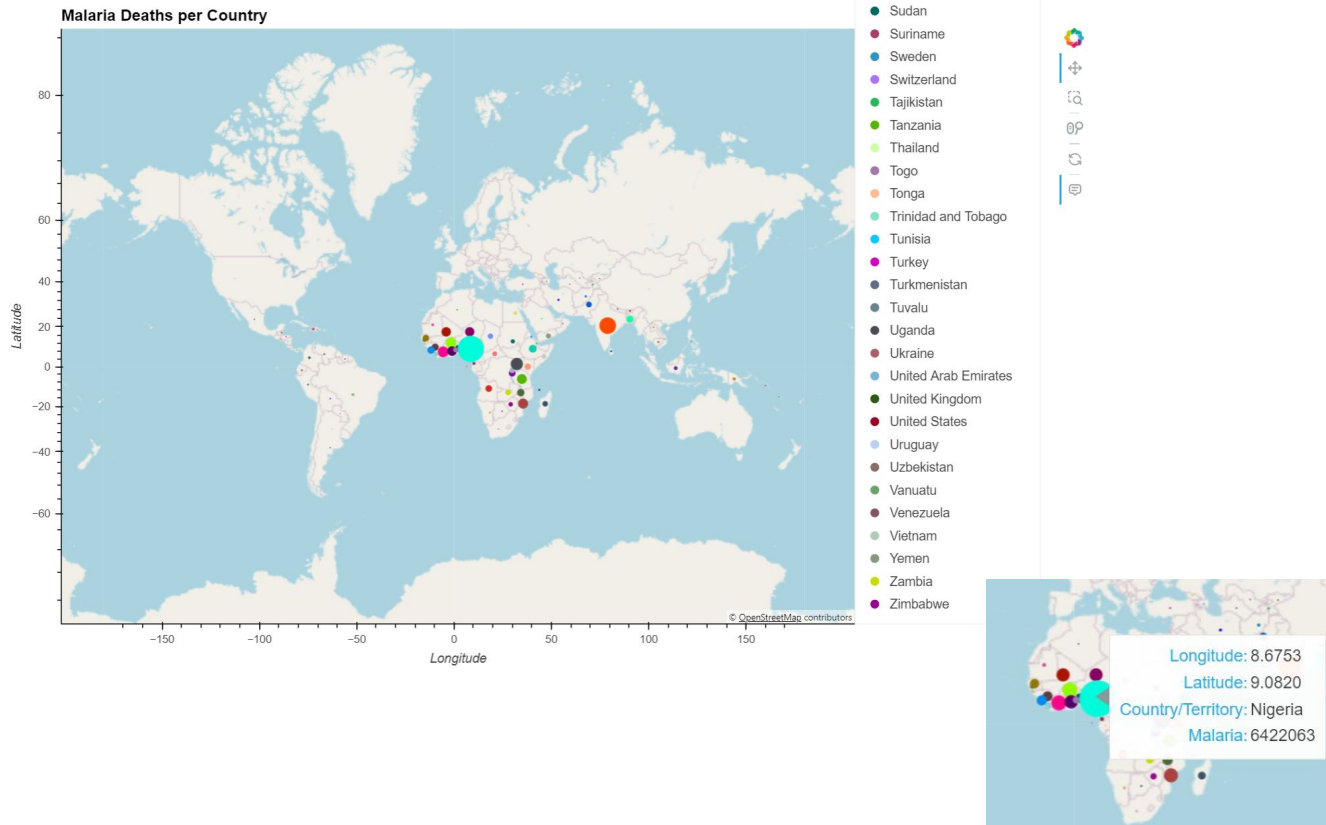 Malaria Deaths per Country
80
60
40
20
0
−20
−40
−60
Latitude
−150
−100
−50
0
50
100
150
Longitude
© OpenStreetMap contributors
Sudan
Suriname
Sweden
Switzerland
Tajikistan
Tanzania
Thailand
Togo
Tonga
Trinidad and Tobago
Tunisia
Turkey
Turkmenistan
Tuvalu
Uganda
Ukraine
United Arab Emirates
United Kingdom
United States
Uruguay
Uzbekistan
Vanuatu
Venezuela
Vietnam
Yemen
Zambia
Zimbabwe
Longitude: 8.6753
Latitude: 9.0820
Country/Territory: Nigeria
Malaria: 6422063